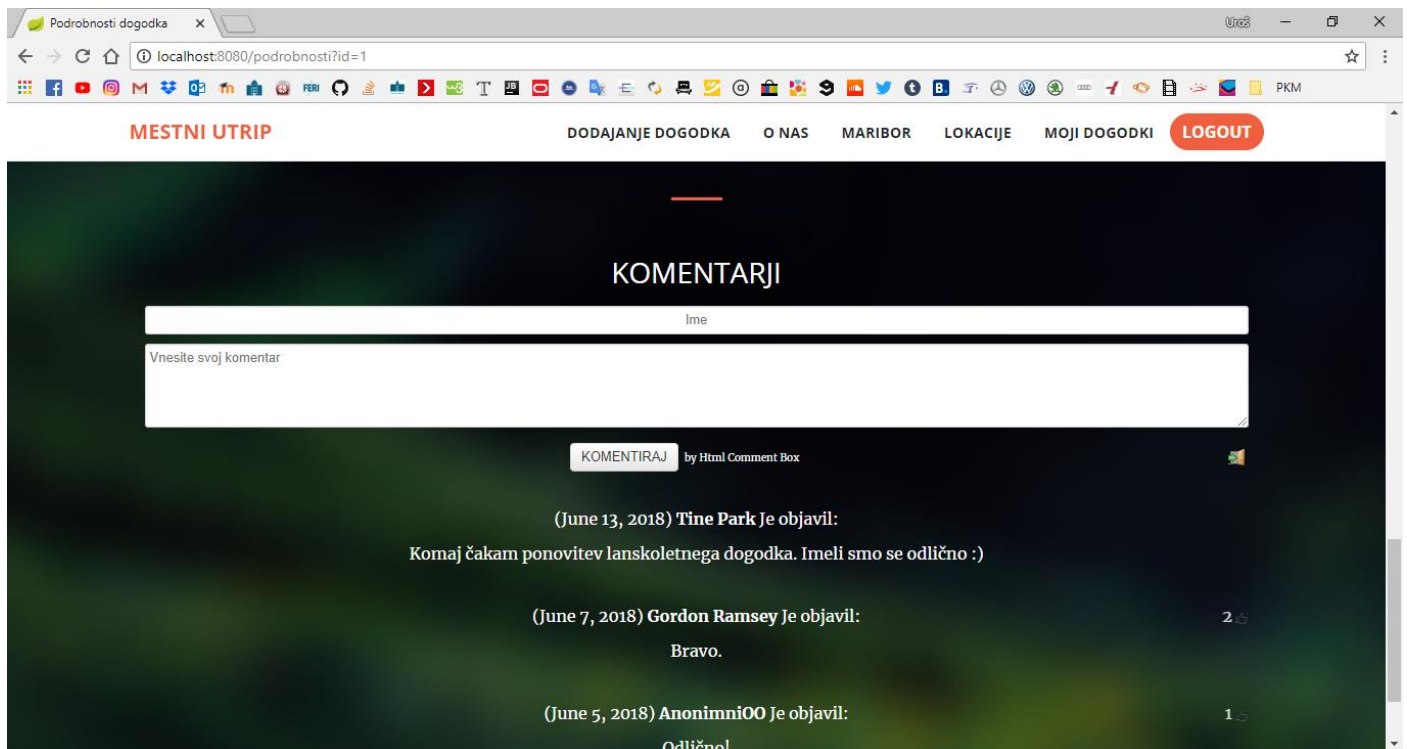 Podrobnosti dogodka
Uroš
localhost:8080/podrobnosti?id=1
PKM
MESTNI UTRIP
DODAJANJE DOGODKA O NAS MARIBOR LOKACIJE MOJI DOGODKI LOGOUT
KOMENTARJI
Ime
Vnesite svoj komentar
KOMENTIRAJ by Html Comment Box
(June 13, 2018) Tine Park Je objavil:
Komaj čakam ponovitev lanskoletnega dogodka. Imeli smo se odlično :)
(June 7, 2018) Gordon Ramsey Je objavil: 2
Bravo.
(June 5, 2018) AnonimniOO Je objavil: 1
Odlično!